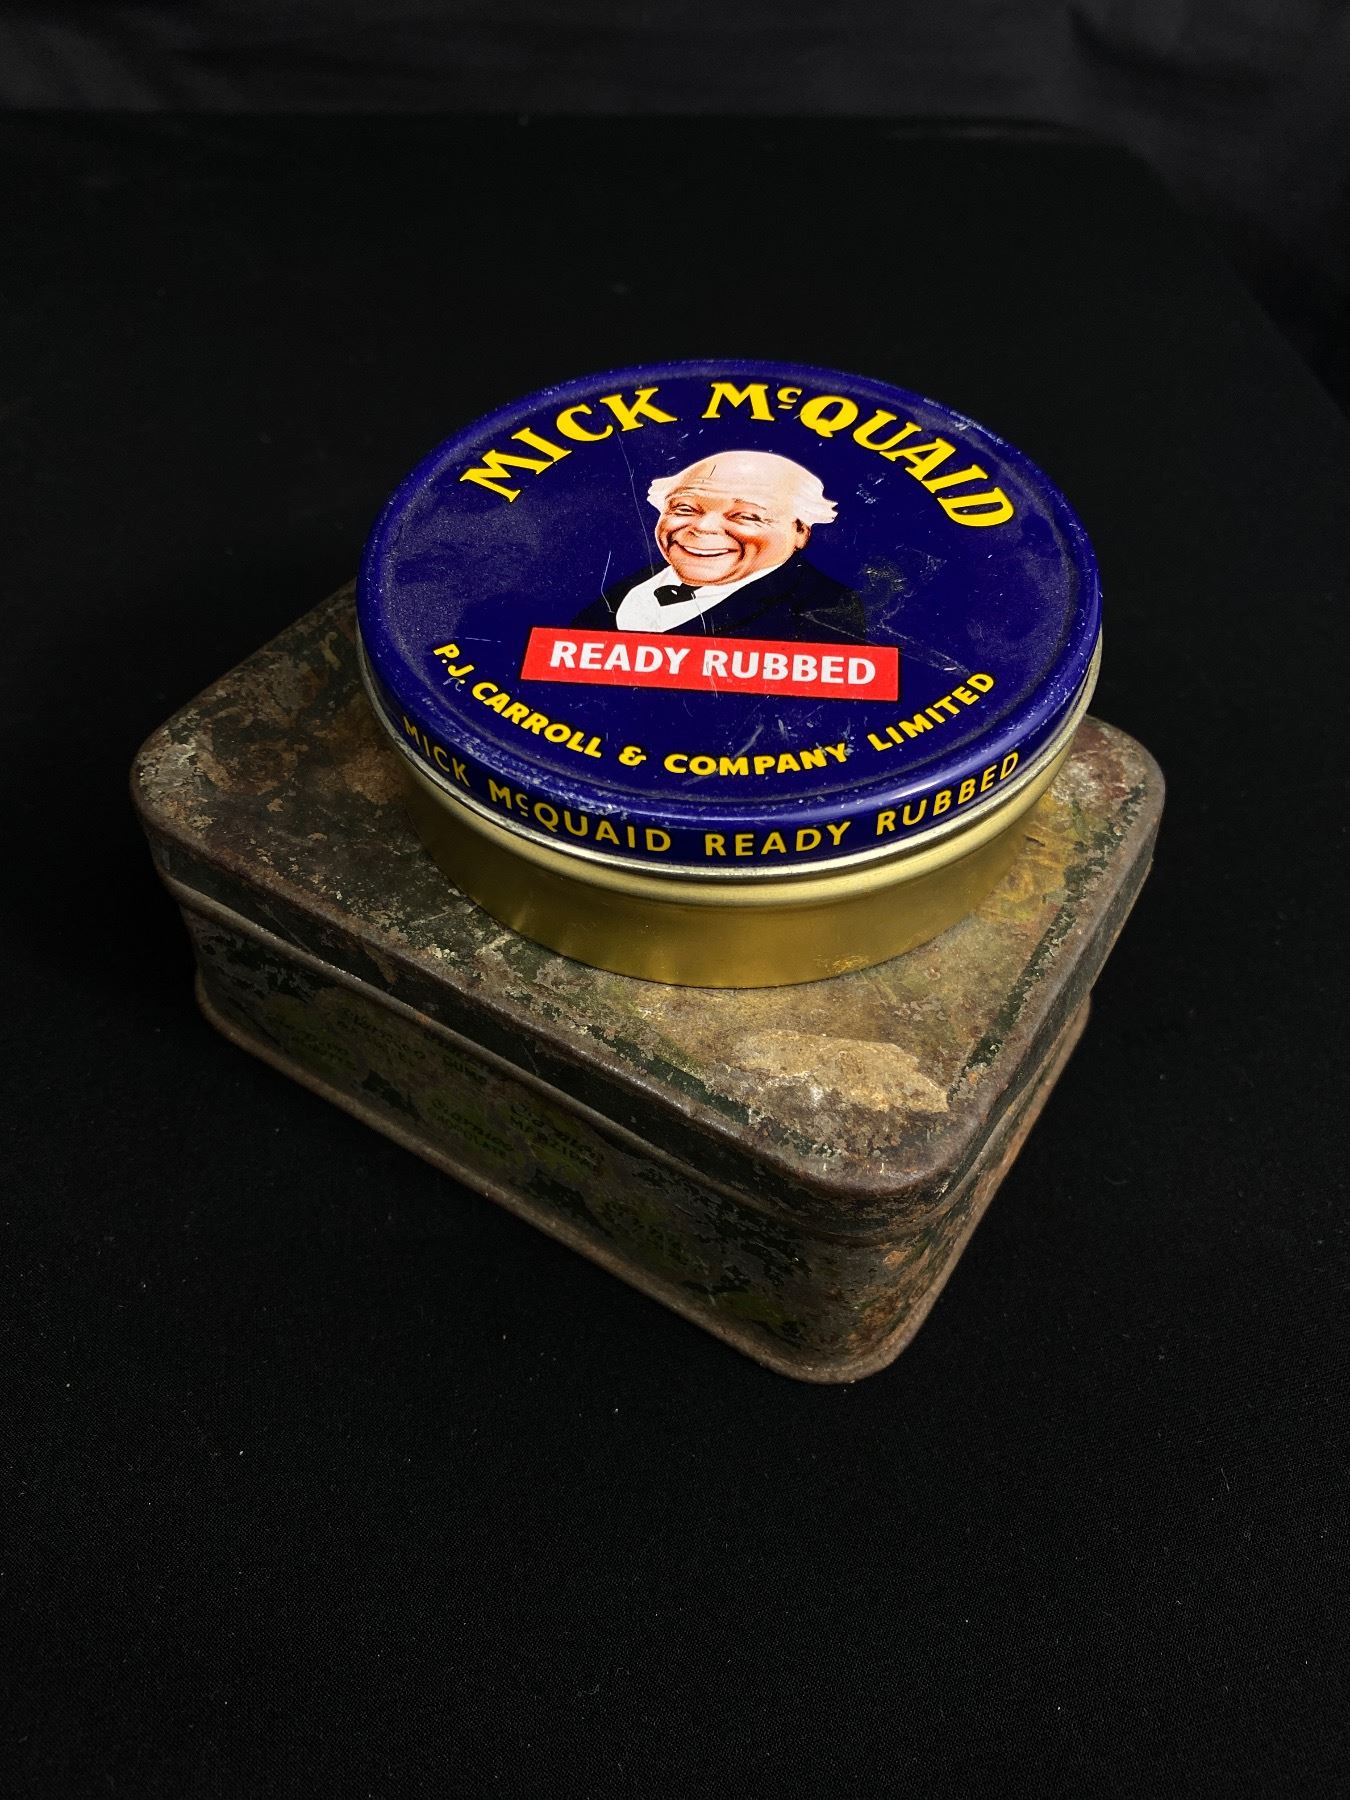 MICK McQUAID
READY RUBBED
P.J. CARROLL & COMPANY LIMITED
MICK McQUAID READY RUBBED